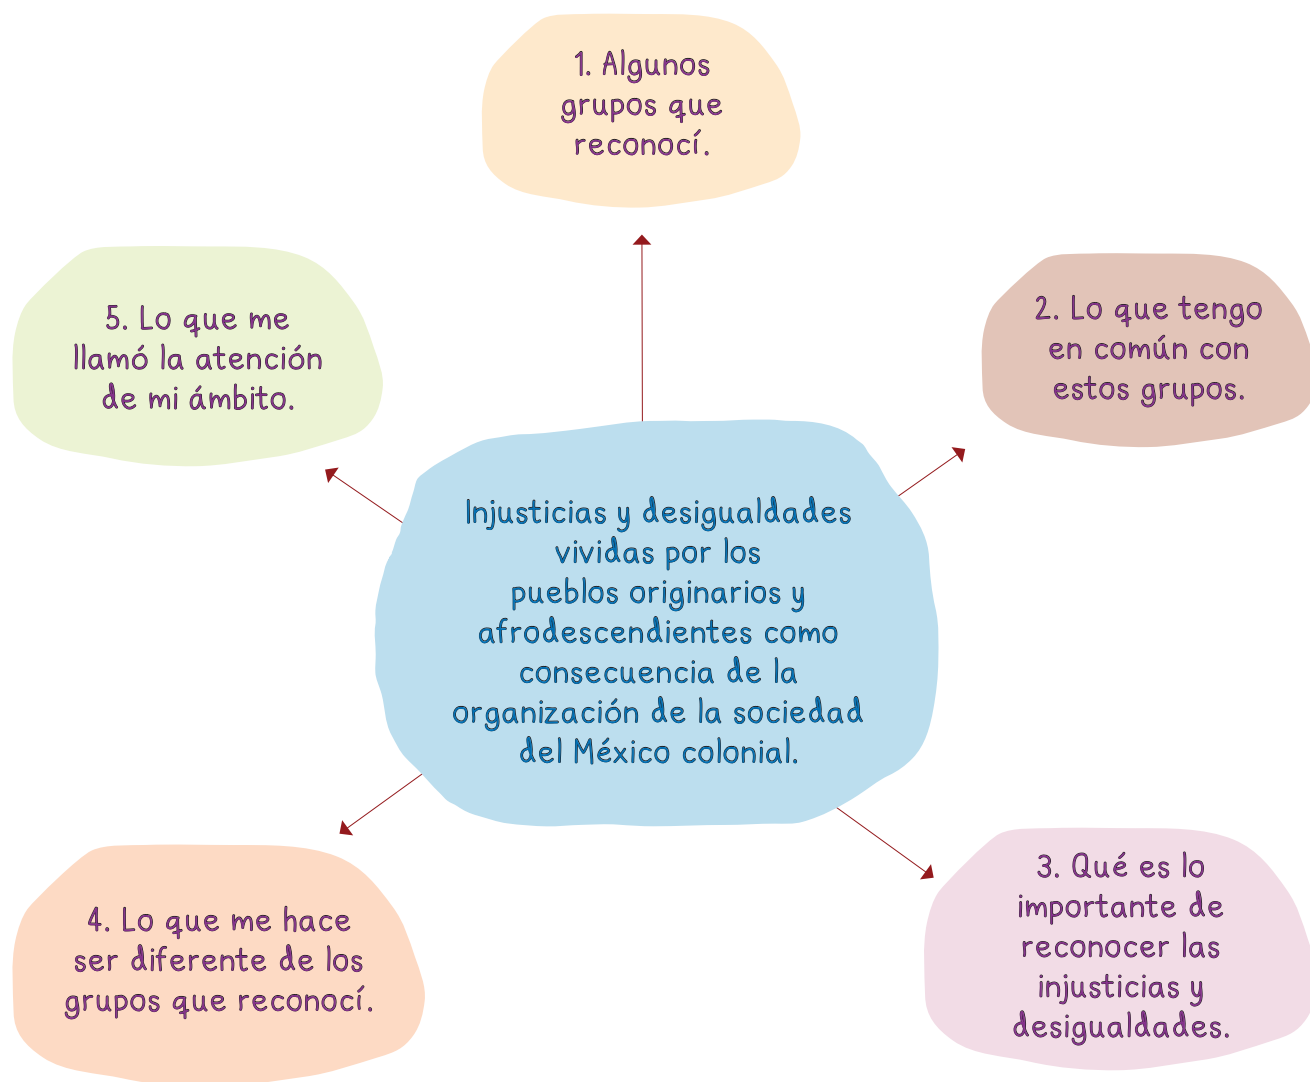 1. Algunos
grupos que
reconocí.
2. Lo que tengo
en común con
estos grupos.
3. Qué es lo
importante de
reconocer las
injusticias y
desigualdades.
4. Lo que me hace
ser diferente de los
grupos que reconocí.
5. Lo que me
llamó la atención
de mi ámbito.
Injusticias y desigualdades
vividas por los
pueblos originarios y
afrodescendientes como
consecuencia de la
organización de la sociedad
del México colonial.